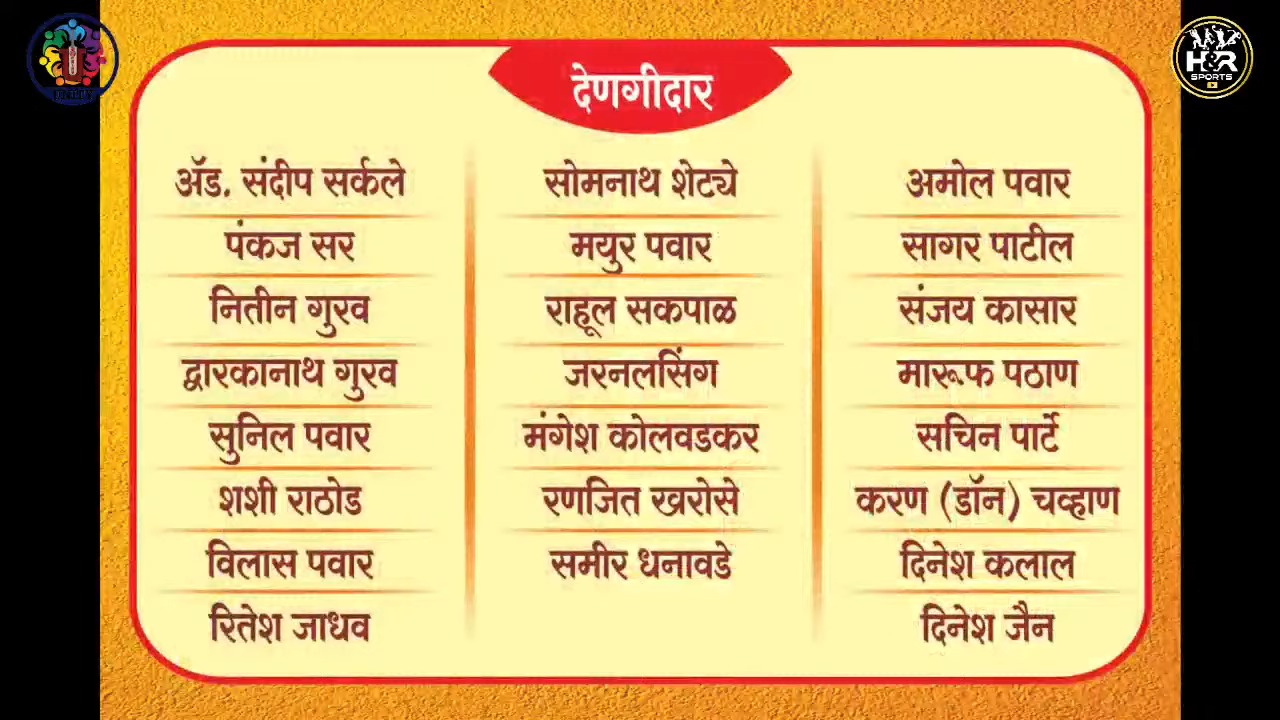 देणगीदार
ॲड. संदीप सर्कले
पंकज सर
नितीन गुरव
द्वारकानाथ गुरव
सुनिल पवार
शशी राठोड
विलास पवार
रितेश जाधव
सोमनाथ शेट्ये
मयुर पवार
राहूल सकपाळ
जरनलसिंग
मंगेश कोलवडकर
रणजित खरोसे
समीर धनावडे
अमोल पवार
सागर पाटील
संजय कासार
मारूफ पठाण
सचिन पार्टे
करण (डॉन) चव्हाण
दिनेश कलाल
दिनेश जैन
H&R
SPORTS